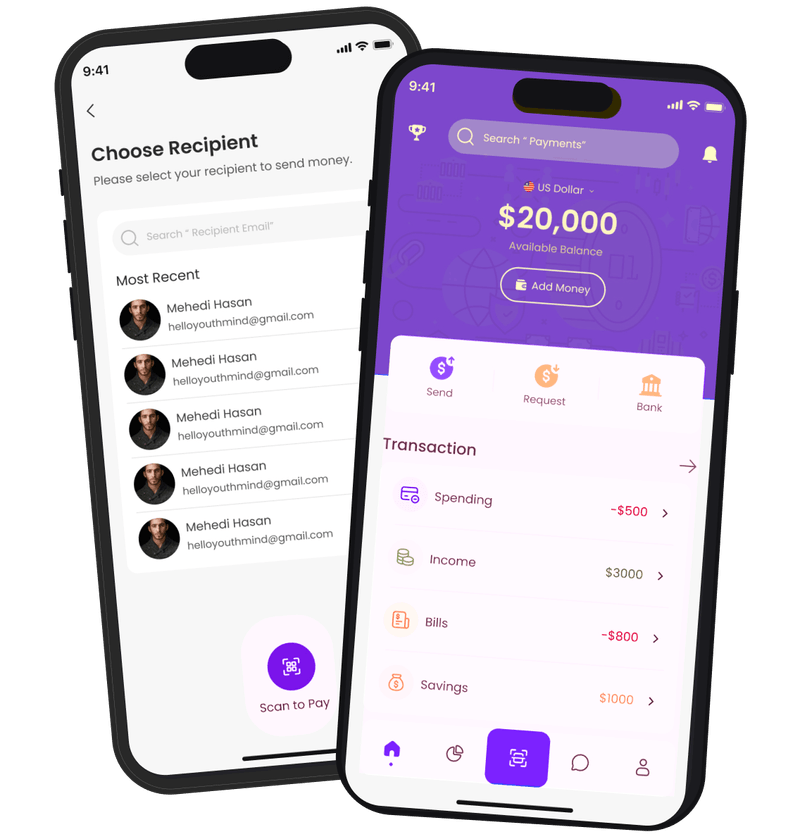 9:41
Choose Recipient
Please select your recipient to send money.
Search “ Recipient Email”
Most Recent
Mehedi Hasan
helloyouthmind@gmail.com
Mehedi Hasan
helloyouthmind@gmail.com
Mehedi Hasan
helloyouthmind@gmail.com
Mehedi Hasan
helloyouthmind@gmail.com
Mehedi Hasan
helloyouthmind@gmail.com
Scan to Pay
9:41
Search “ Payments”
US Dollar
$20,000
Available Balance
Add Money
Send
Request
Bank
Transaction
Spending -$500
Income $3000
Bills -$800
Savings $1000